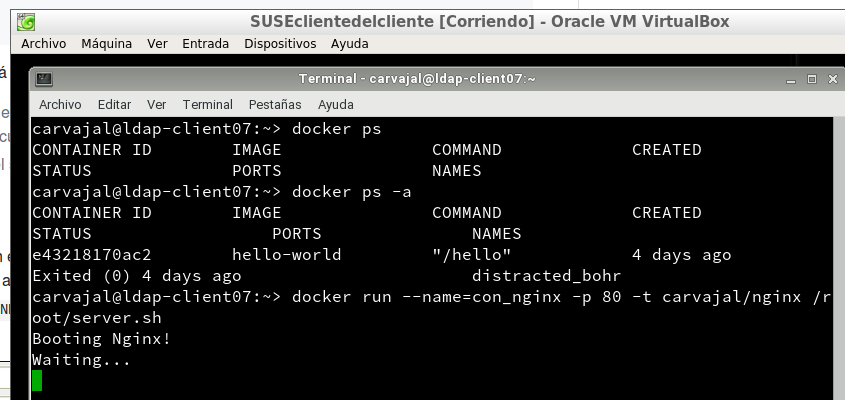 SUSEclientedelcliente [Corriendo] - Oracle VM VirtualBox
Archivo Máquina Ver Entrada Dispositivos Ayuda
Terminal - carvajal@ldap-client07:~
Archivo Editar Ver Terminal Pestañas Ayuda
carvajal@ldap-client07:~> docker ps
CONTAINER ID IMAGE COMMAND CREATED
STATUS PORTS NAMES
carvajal@ldap-client07:~> docker ps -a
CONTAINER ID IMAGE COMMAND CREATED
STATUS PORTS NAMES
e43218170ac2 hello-world "/hello" 4 days ago
Exited (0) 4 days ago distracted_bohr
carvajal@ldap-client07:~> docker run --name=con_nginx -p 80 -t carvajal/nginx /r
oot/server.sh
Booting Nginx!
Waiting...